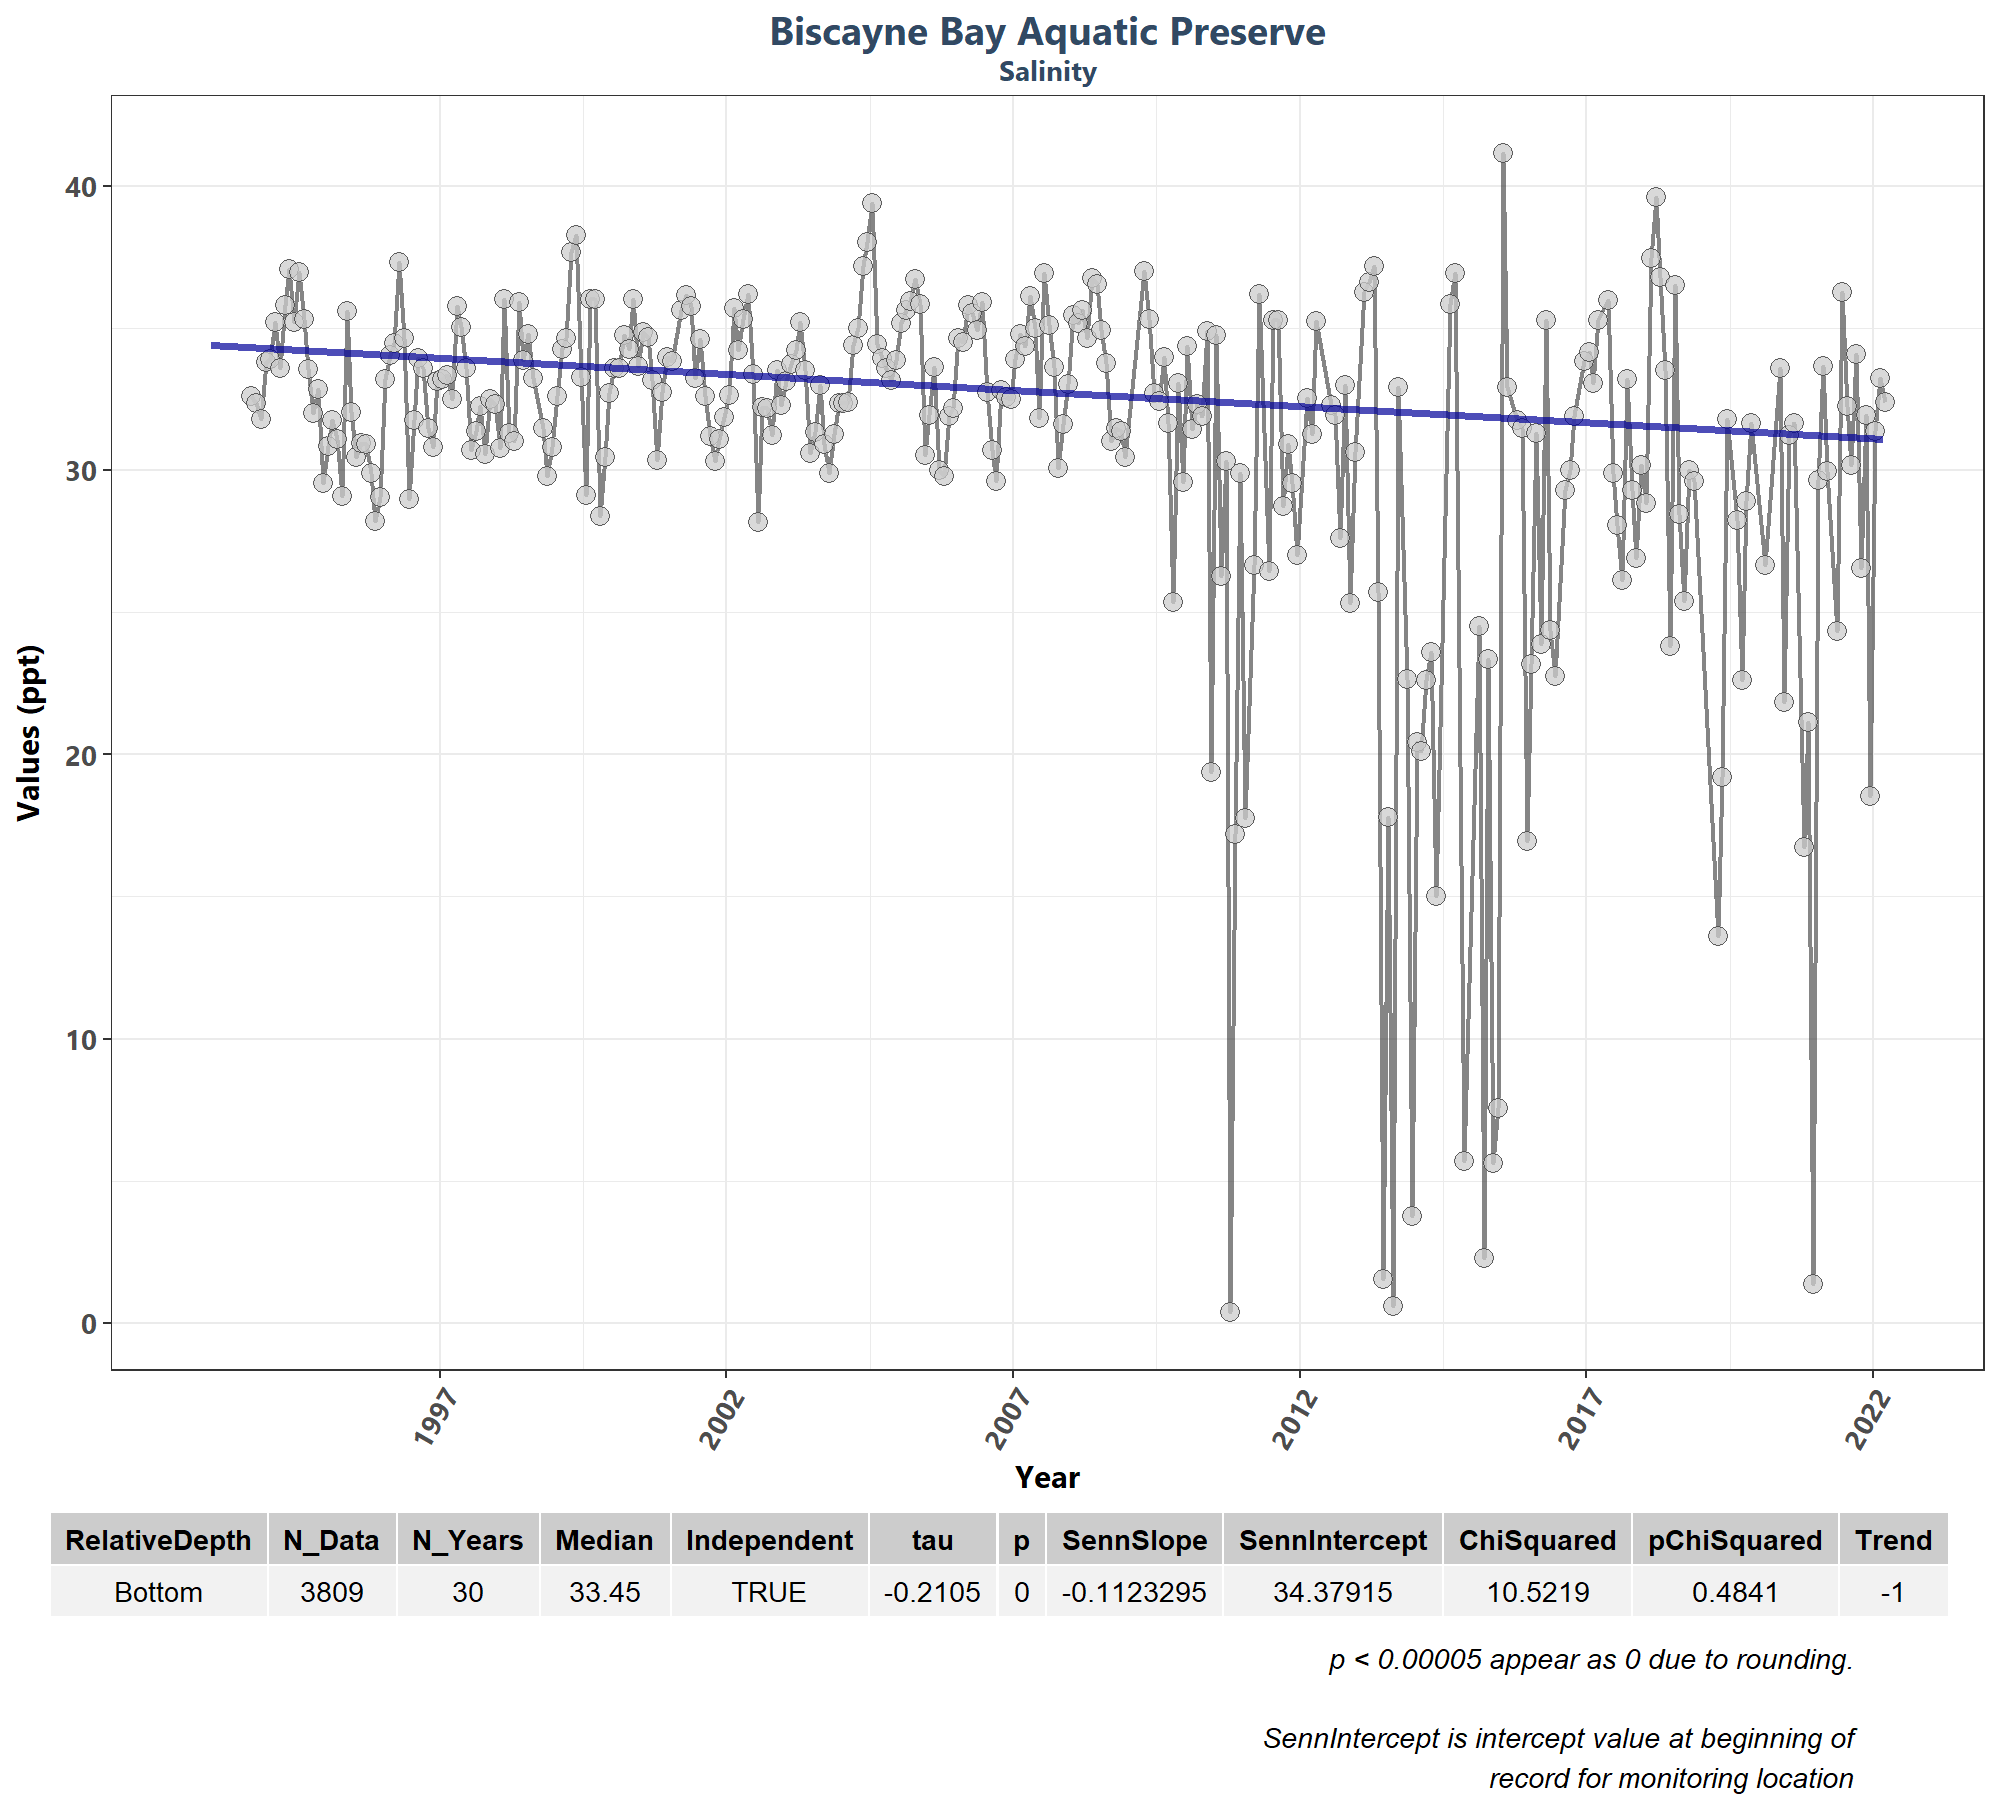 Biscayne Bay Aquatic Preserve
Salinity
Values (ppt)
40
30
20
10
0
1997
2002
2007
2012
2017
2022
Year
RelativeDepth N_Data N_Years Median Independent tau p SennSlope SennIntercept ChiSquared pChiSquared Trend
Bottom 3809 30 33.45 TRUE -0.2105 0 -0.1123295 34.37915 10.5219 0.4841 -1
p < 0.00005 appear as 0 due to rounding.
SennIntercept is intercept value at beginning of
record for monitoring location